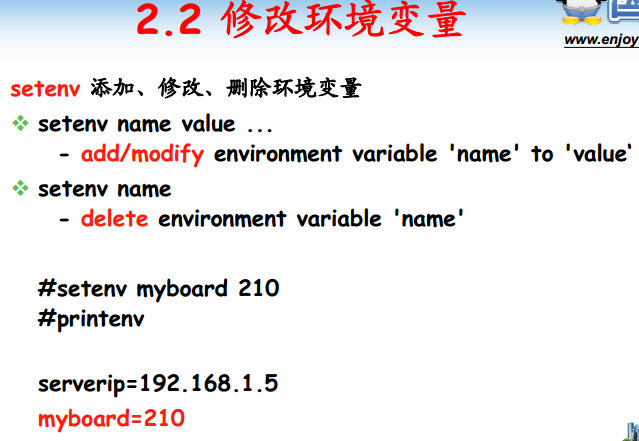 2.2 修改环境变量
www.enjoy
setenv 添加、修改、删除环境变量
setenv name value ...
- add/modify environment variable 'name' to 'value'
setenv name
- delete environment variable 'name'
#setenv myboard 210
#printenv
serverip=192.168.1.5
myboard=210